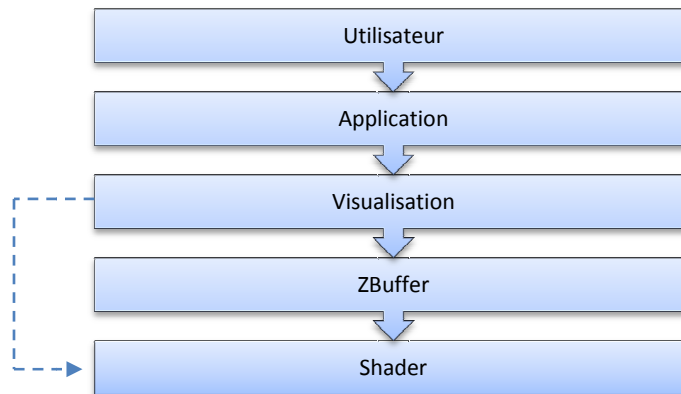 Utilisateur
Application
Visualisation
ZBuffer
Shader